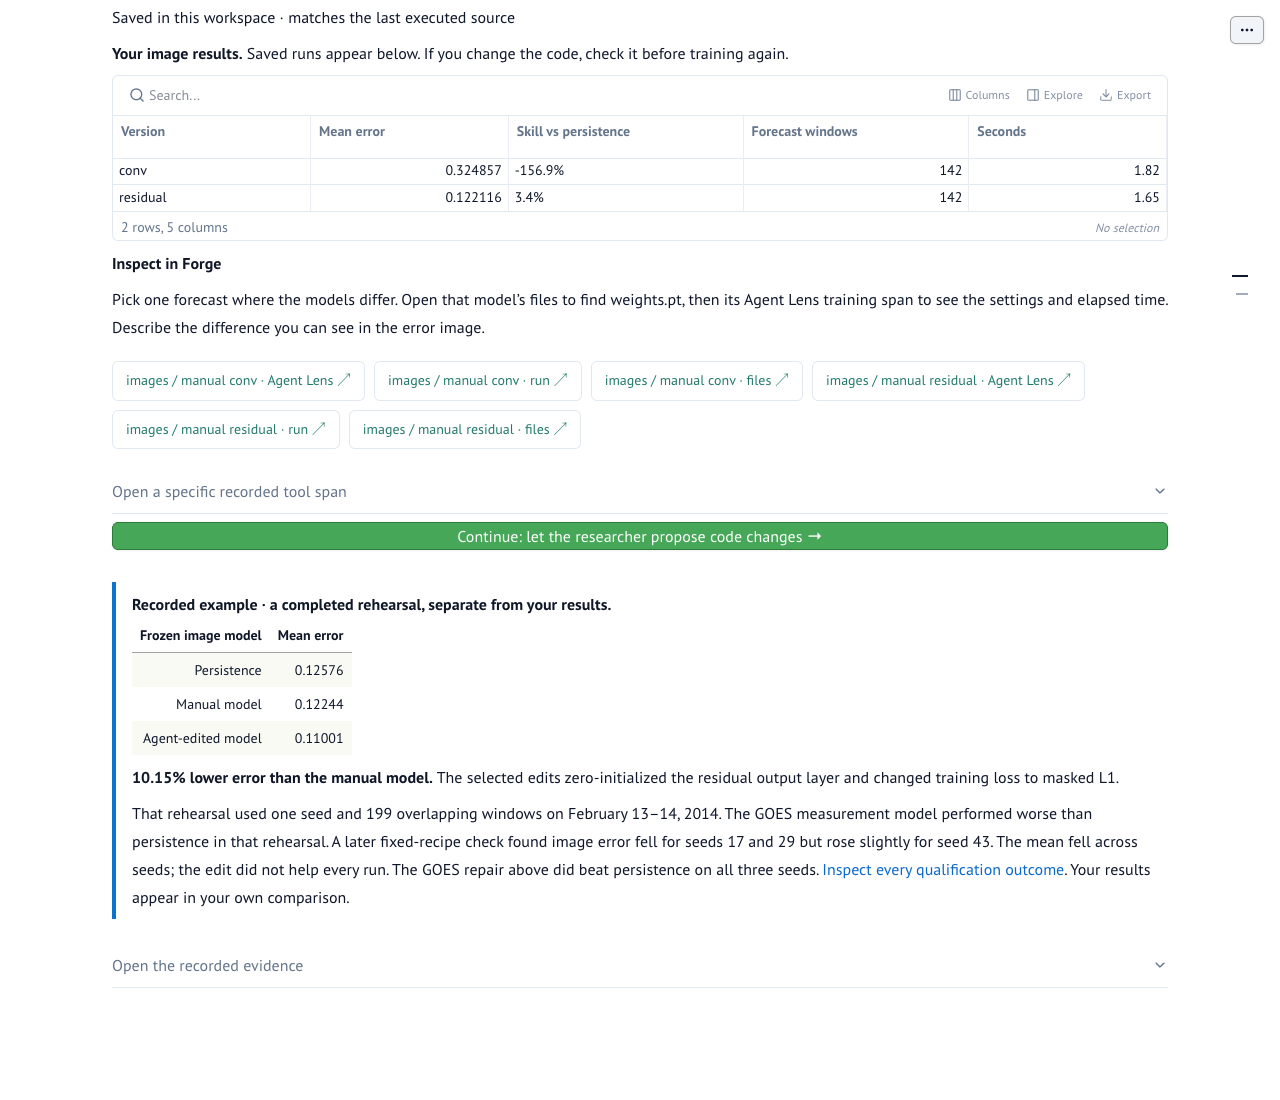 Saved in this workspace · matches the last executed source
Your image results. Saved runs appear below. If you change the code, check it before training again.
Search...
Columns
Explore
Export
Version Mean error Skill vs persistence Forecast windows Seconds
conv 0.324857 -156.9% 142 1.82
residual 0.122116 3.4% 142 1.65
2 rows, 5 columns
No selection
Inspect in Forge
Pick one forecast where the models differ. Open that model’s files to find weights.pt, then its Agent Lens training span to see the settings and elapsed time.
Describe the difference you can see in the error image.
images / manual conv · Agent Lens ↗
images / manual conv · run ↗
images / manual conv · files ↗
images / manual residual · Agent Lens ↗
images / manual residual · run ↗
images / manual residual · files ↗
Open a specific recorded tool span
Continue: let the researcher propose code changes →
Recorded example · a completed rehearsal, separate from your results.
Frozen image model Mean error
Persistence 0.12576
Manual model 0.12244
Agent-edited model 0.11001
10.15% lower error than the manual model. The selected edits zero-initialized the residual output layer and changed training loss to masked L1.
That rehearsal used one seed and 199 overlapping windows on February 13–14, 2014. The GOES measurement model performed worse than
persistence in that rehearsal. A later fixed-recipe check found image error fell for seeds 17 and 29 but rose slightly for seed 43. The mean fell across
seeds; the edit did not help every run. The GOES repair above did beat persistence on all three seeds. Inspect every qualification outcome. Your results
appear in your own comparison.
Open the recorded evidence